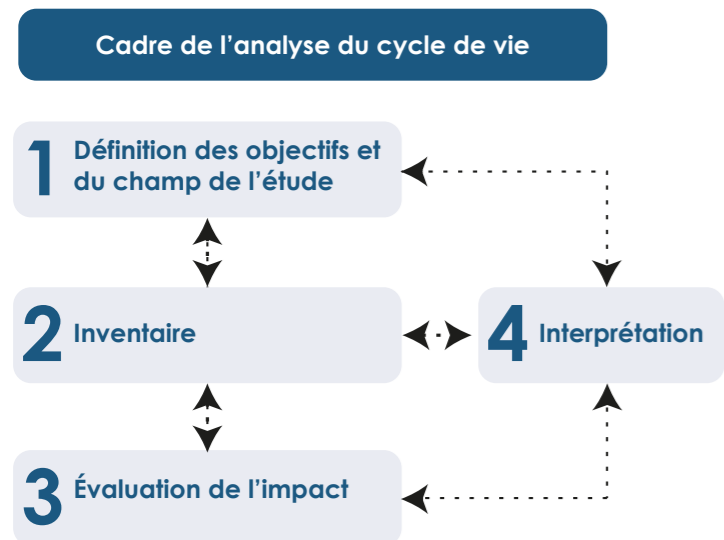 Cadre de l’analyse du cycle de vie
1 Définition des objectifs et
du champ de l’étude
2 Inventaire
4 Interprétation
3 Évaluation de l’impact